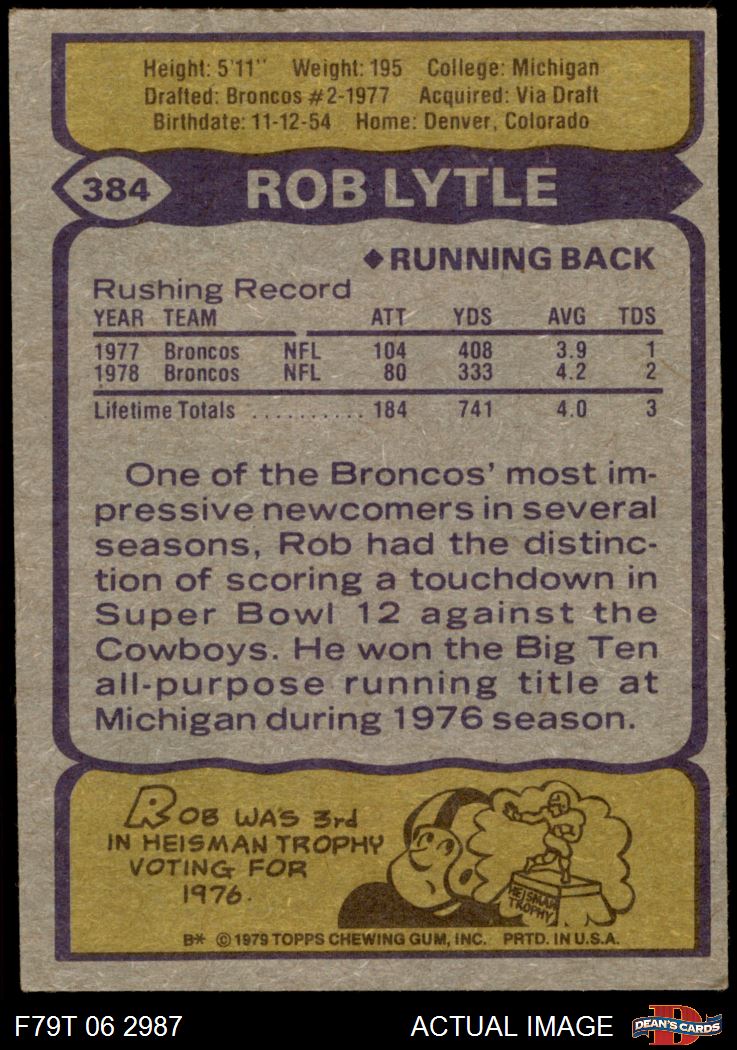 Height: 5'11" Weight: 195 College: Michigan
Drafted: Broncos #2-1977 Acquired: Via Draft
Birthdate: 11-12-54 Home: Denver, Colorado
384 ROB LYTLE
◆RUNNING BACK
Rushing Record
YEAR TEAM ATT YDS AVG TDS
1977 Broncos NFL 104 408 3.9 1
1978 Broncos NFL 80 333 4.2 2
Lifetime Totals .......... 184 741 4.0 3
One of the Broncos' most im-
pressive newcomers in several
seasons, Rob had the distinc-
tion of scoring a touchdown in
Super Bowl 12 against the
Cowboys. He won the Big Ten
all-purpose running title at
Michigan during 1976 season.
ROB WAS 3rd
IN HEISMAN TROPHY
VOTING FOR
1976.
HEISMAN
TROPHY
B* © 1979 TOPPS CHEWING GUM, INC. PRTD. IN U.S.A.
F79T 06 2987 ACTUAL IMAGE DEAN'S CARDS